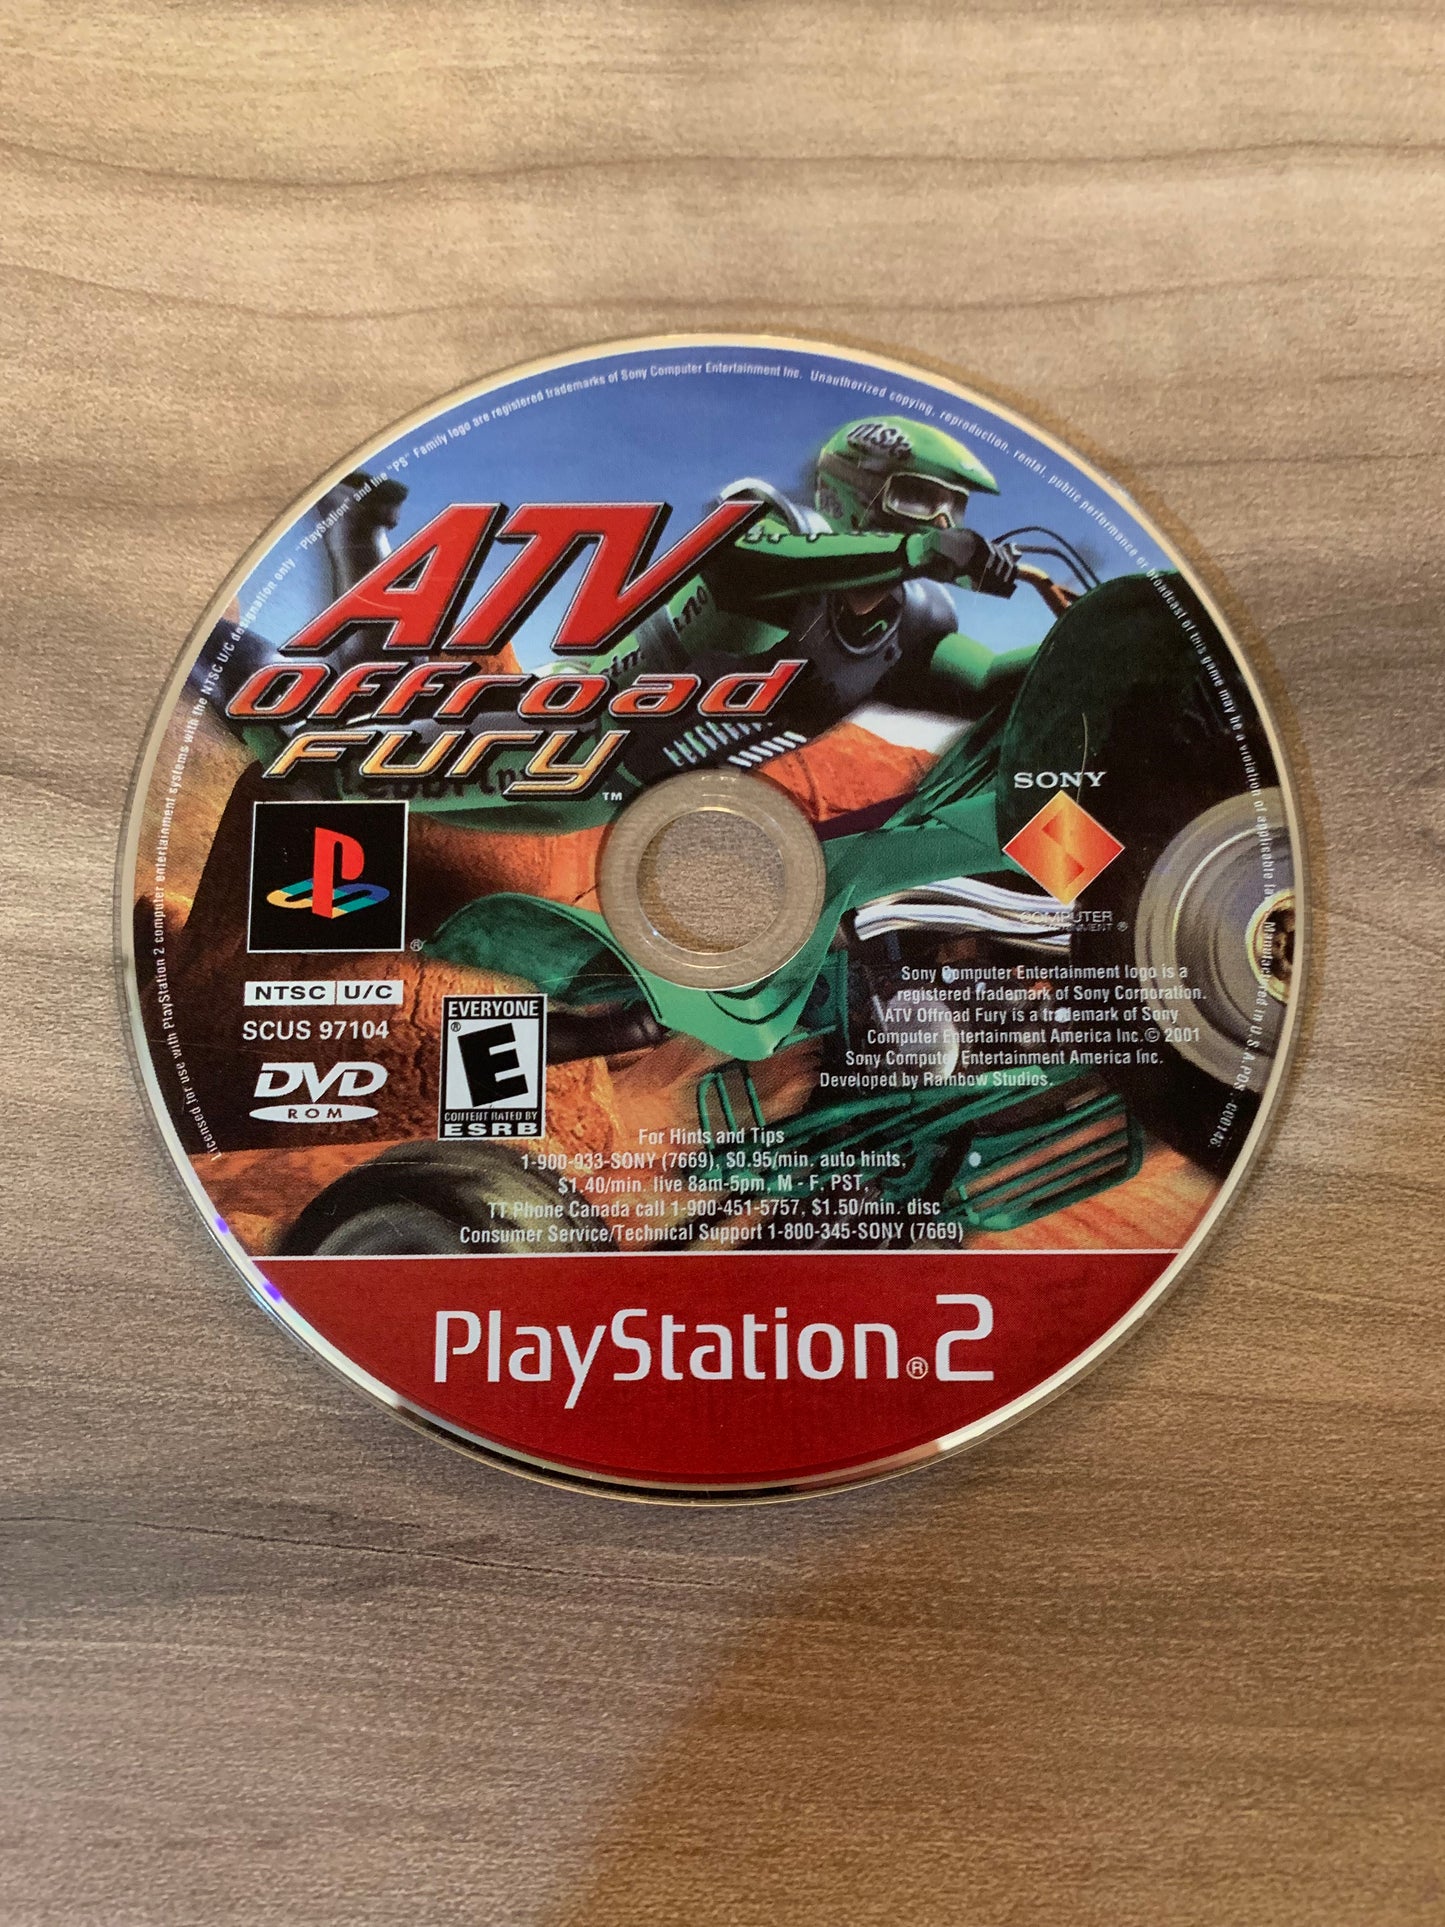 Licensed for use with PlayStation 2 computer entertainment systems with the NTSC U/C designation only. "PlayStation" and the "PS" Family logo are registered trademarks of Sony Computer Entertainment Inc. Unauthorized copying, reproduction, rental, public performance or broadcast of this game may be a violation of applicable Manufactured in U.S.A.
ATV
Offroad
Fury™
SONY
COMPUTER
®
®
NTSC U/C
SCUS 97104
DVD
ROM
EVERYONE
®
E
CONTENT RATED BY
ESRB
Sony Computer Entertainment logo is a
registered trademark of Sony Corporation.
ATV Offroad Fury is a trademark of Sony
Computer Entertainment America Inc. © 2001
Sony Computer Entertainment America Inc.
Developed by Rainbow Studios.
For Hints and Tips
1-900-933-SONY (7669), $0.95/min. auto hints,
$1.40/min. live 8am-5pm, M - F. PST,
TT Phone Canada call 1-900-451-5757, $1.50/min. disc
Consumer Service/Technical Support 1-800-345-SONY (7669)
PlayStation®2